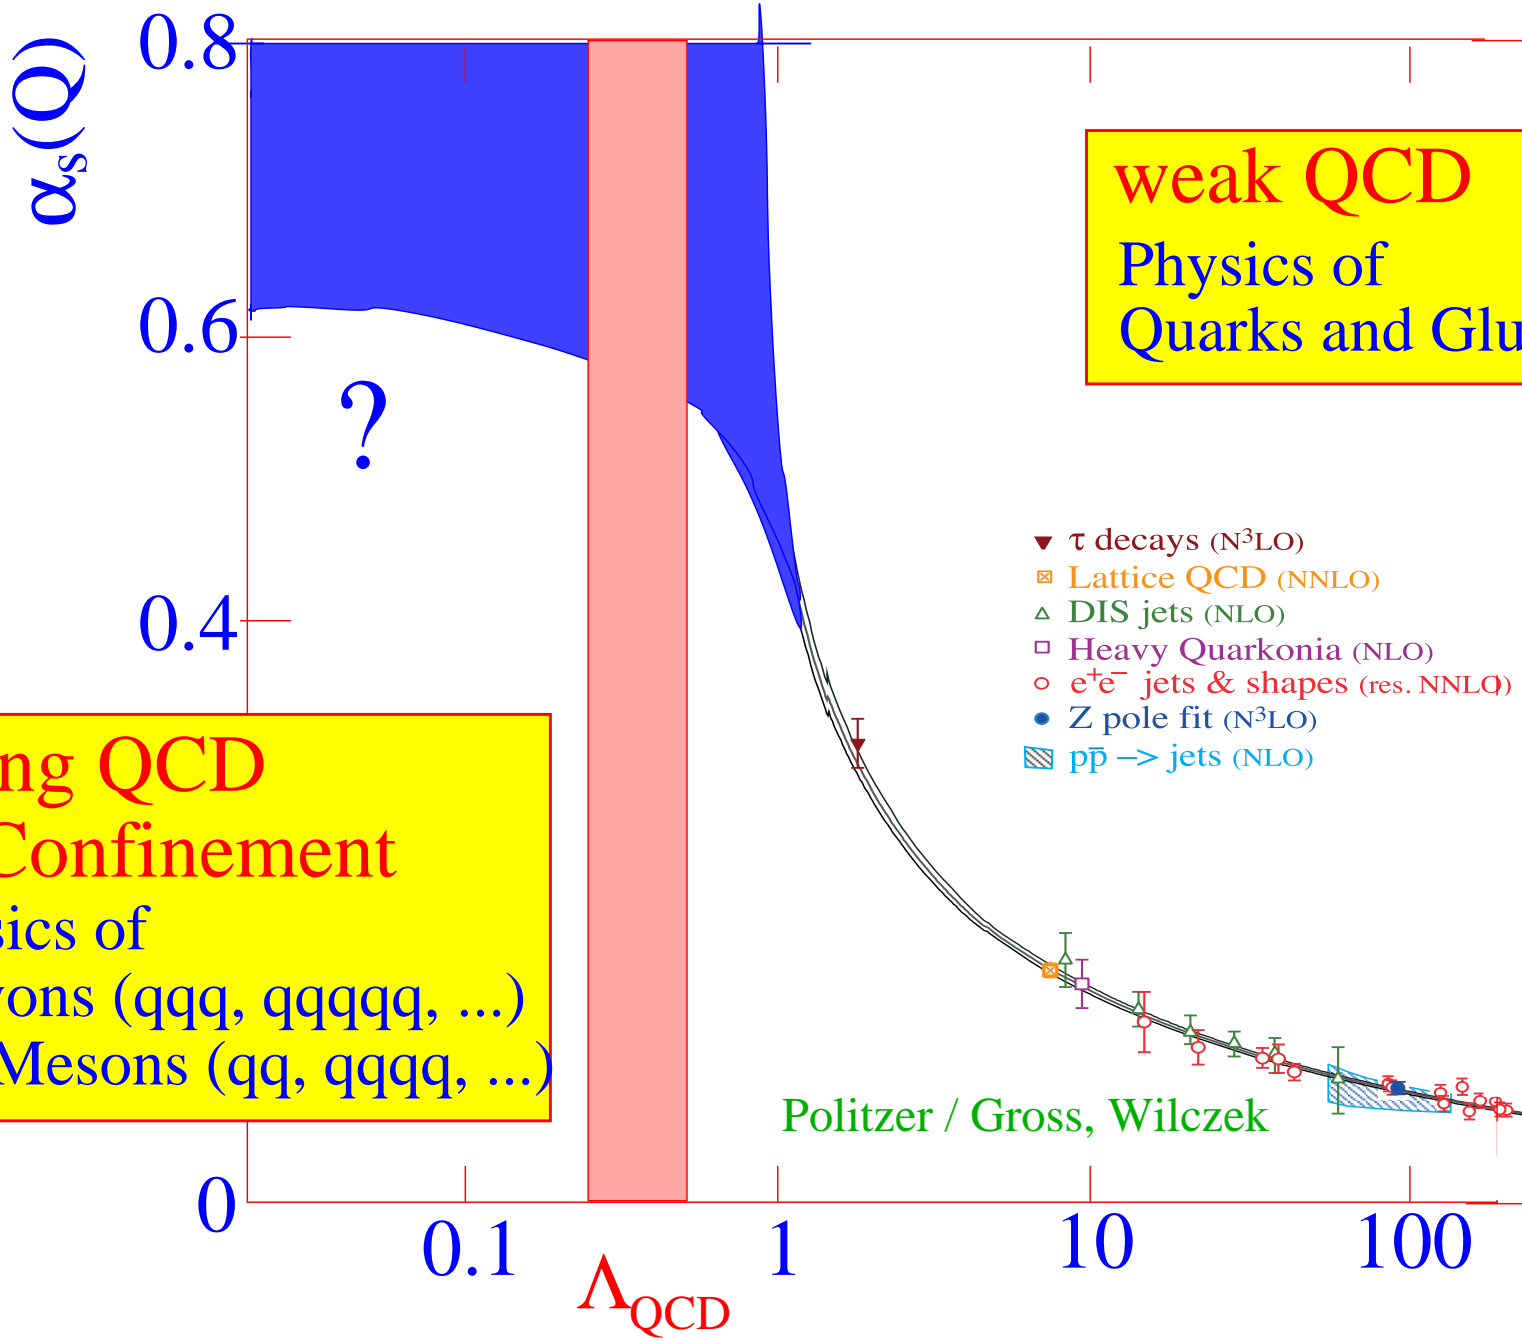 0.8
αs(Q)
weak QCD
Physics of
Quarks and Glu
0.6
?
τ decays (N³LO)
Lattice QCD (NNLO)
DIS jets (NLO)
0.4
Heavy Quarkonia (NLO)
e⁺e⁻ jets & shapes (res. NNLO)
Z pole fit (N³LO)
pp̅ –> jets (NLO)
ng QCD
Confinement
sics of
yons (qqq, qqqqq, ...)
Mesons (qq, qqqq, ...)
Politzer / Gross, Wilczek
0
0.1
1
10
100
ΛQCD